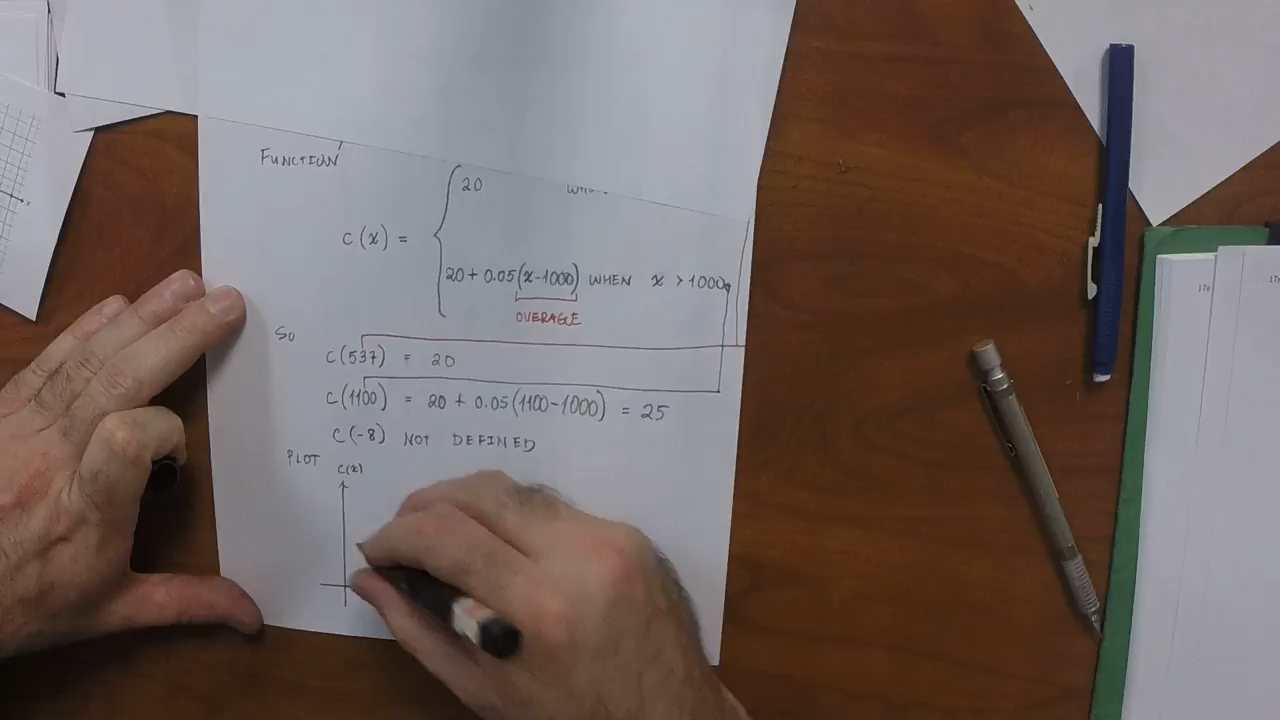 FUNCTION
20
C(x) =
20 + 0.05(x-1000) WHEN x > 1000
OVERAGE
SO
C(537) = 20
C(1100) = 20 + 0.05(1100-1000) = 25
C(-8) NOT DEFINED
PLOT C(x)